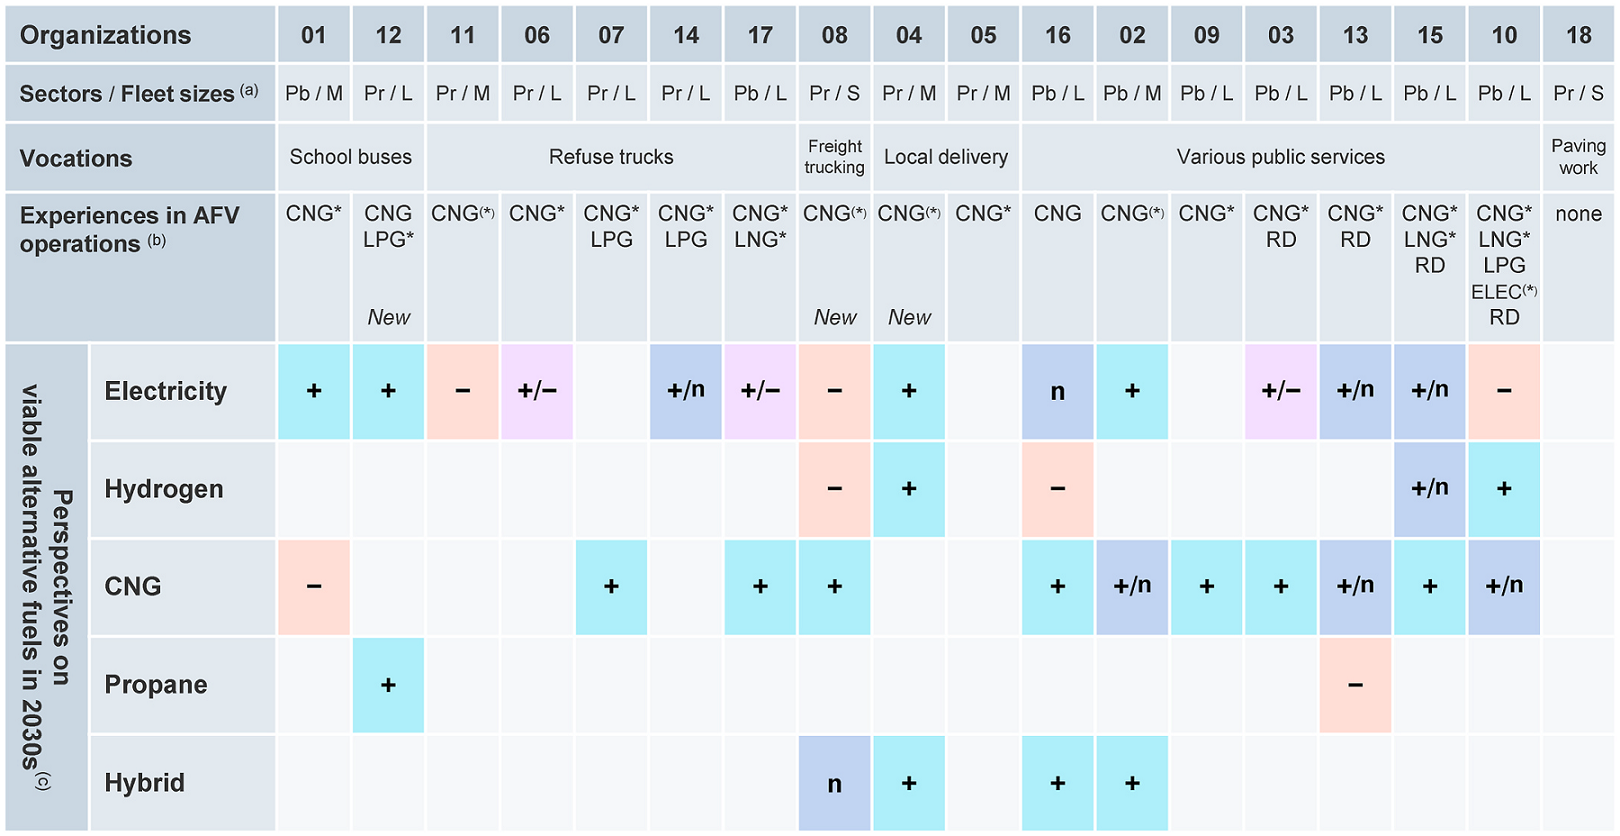 Organizations 01 12 11 06 07 14 17 08 04 05 16 02 09 03 13 15 10 18
Sectors / Fleet sizes (a) Pb / M Pr / L Pr / M Pr / L Pr / L Pr / L Pb / L Pr / S Pr / M Pr / M Pb / L Pb / M Pb / L Pb / L Pb / L Pb / L Pb / L Pr / S
Vocations School buses Refuse trucks Freight trucking Local delivery Various public services Paving work
Experiences in AFV operations (b)
CNG*
CNG
LPG*
New
CNG(*)
CNG*
CNG*
LPG
CNG*
LPG
CNG*
LNG*
CNG(*)
New
CNG(*)
New
CNG*
CNG
CNG(*)
CNG*
CNG*
RD
CNG*
RD
CNG*
LNG*
RD
CNG*
LNG*
LPG
ELEC(*)
RD
none
Perspectives on
viable alternative fuels in 2030s(c)
Electricity + + − +/− +/n +/− − + n + +/− +/n +/n −
Hydrogen − + − +/n +
CNG − + + + + +/n + + +/n + +/n
Propane + −
Hybrid n + + +